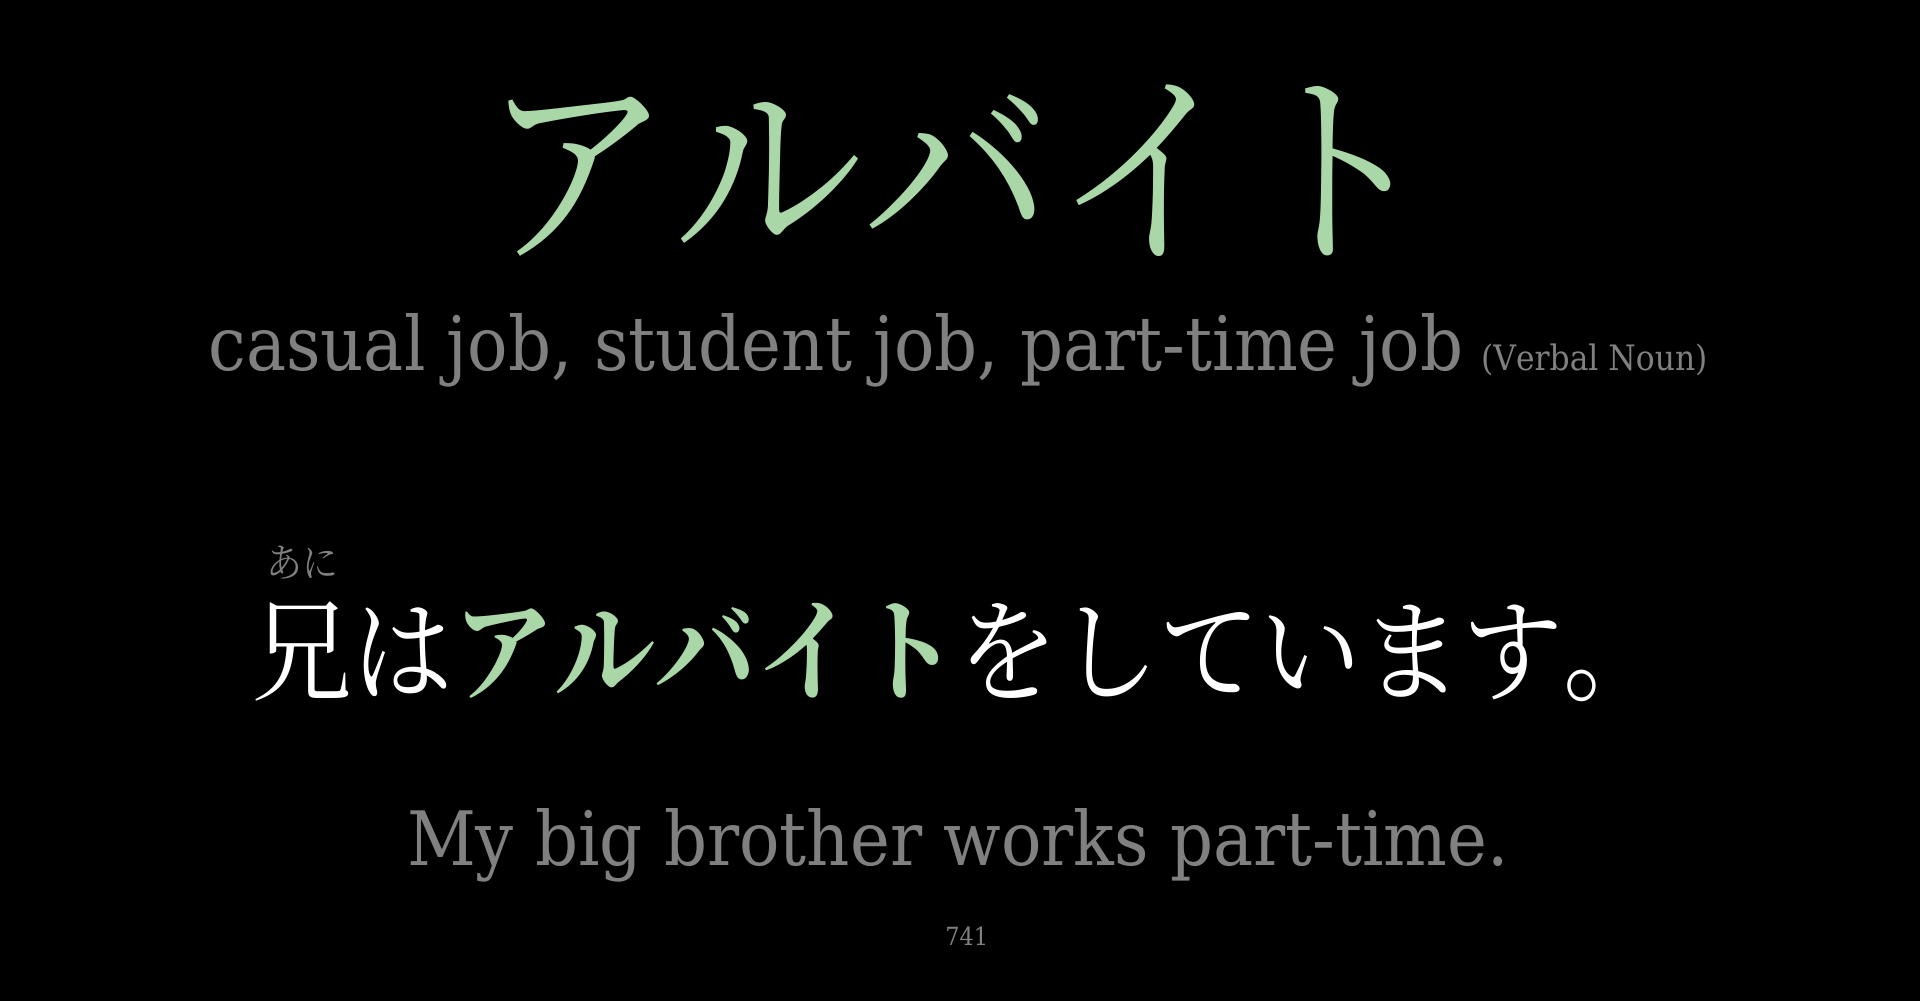 アルバイト
casual job, student job, part-time job (Verbal Noun)
あに
兄はアルバイトをしています。
My big brother works part-time.
741